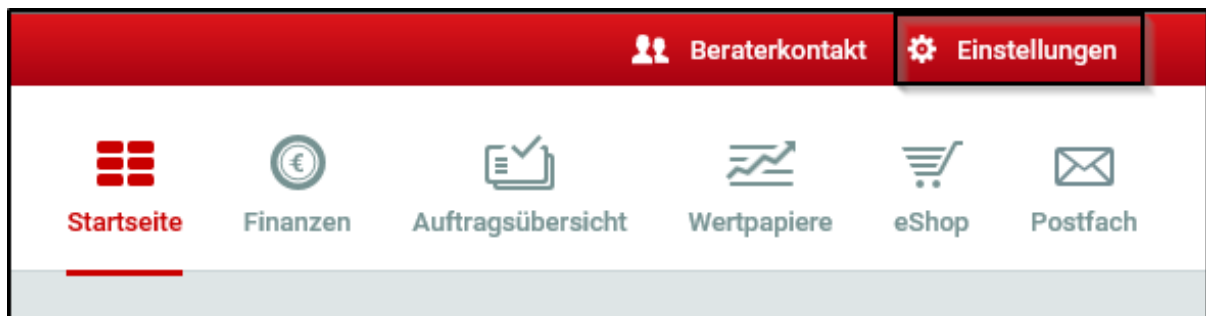 Beraterkontakt Einstellungen
Startseite Finanzen Auftragsübersicht Wertpapiere eShop Postfach